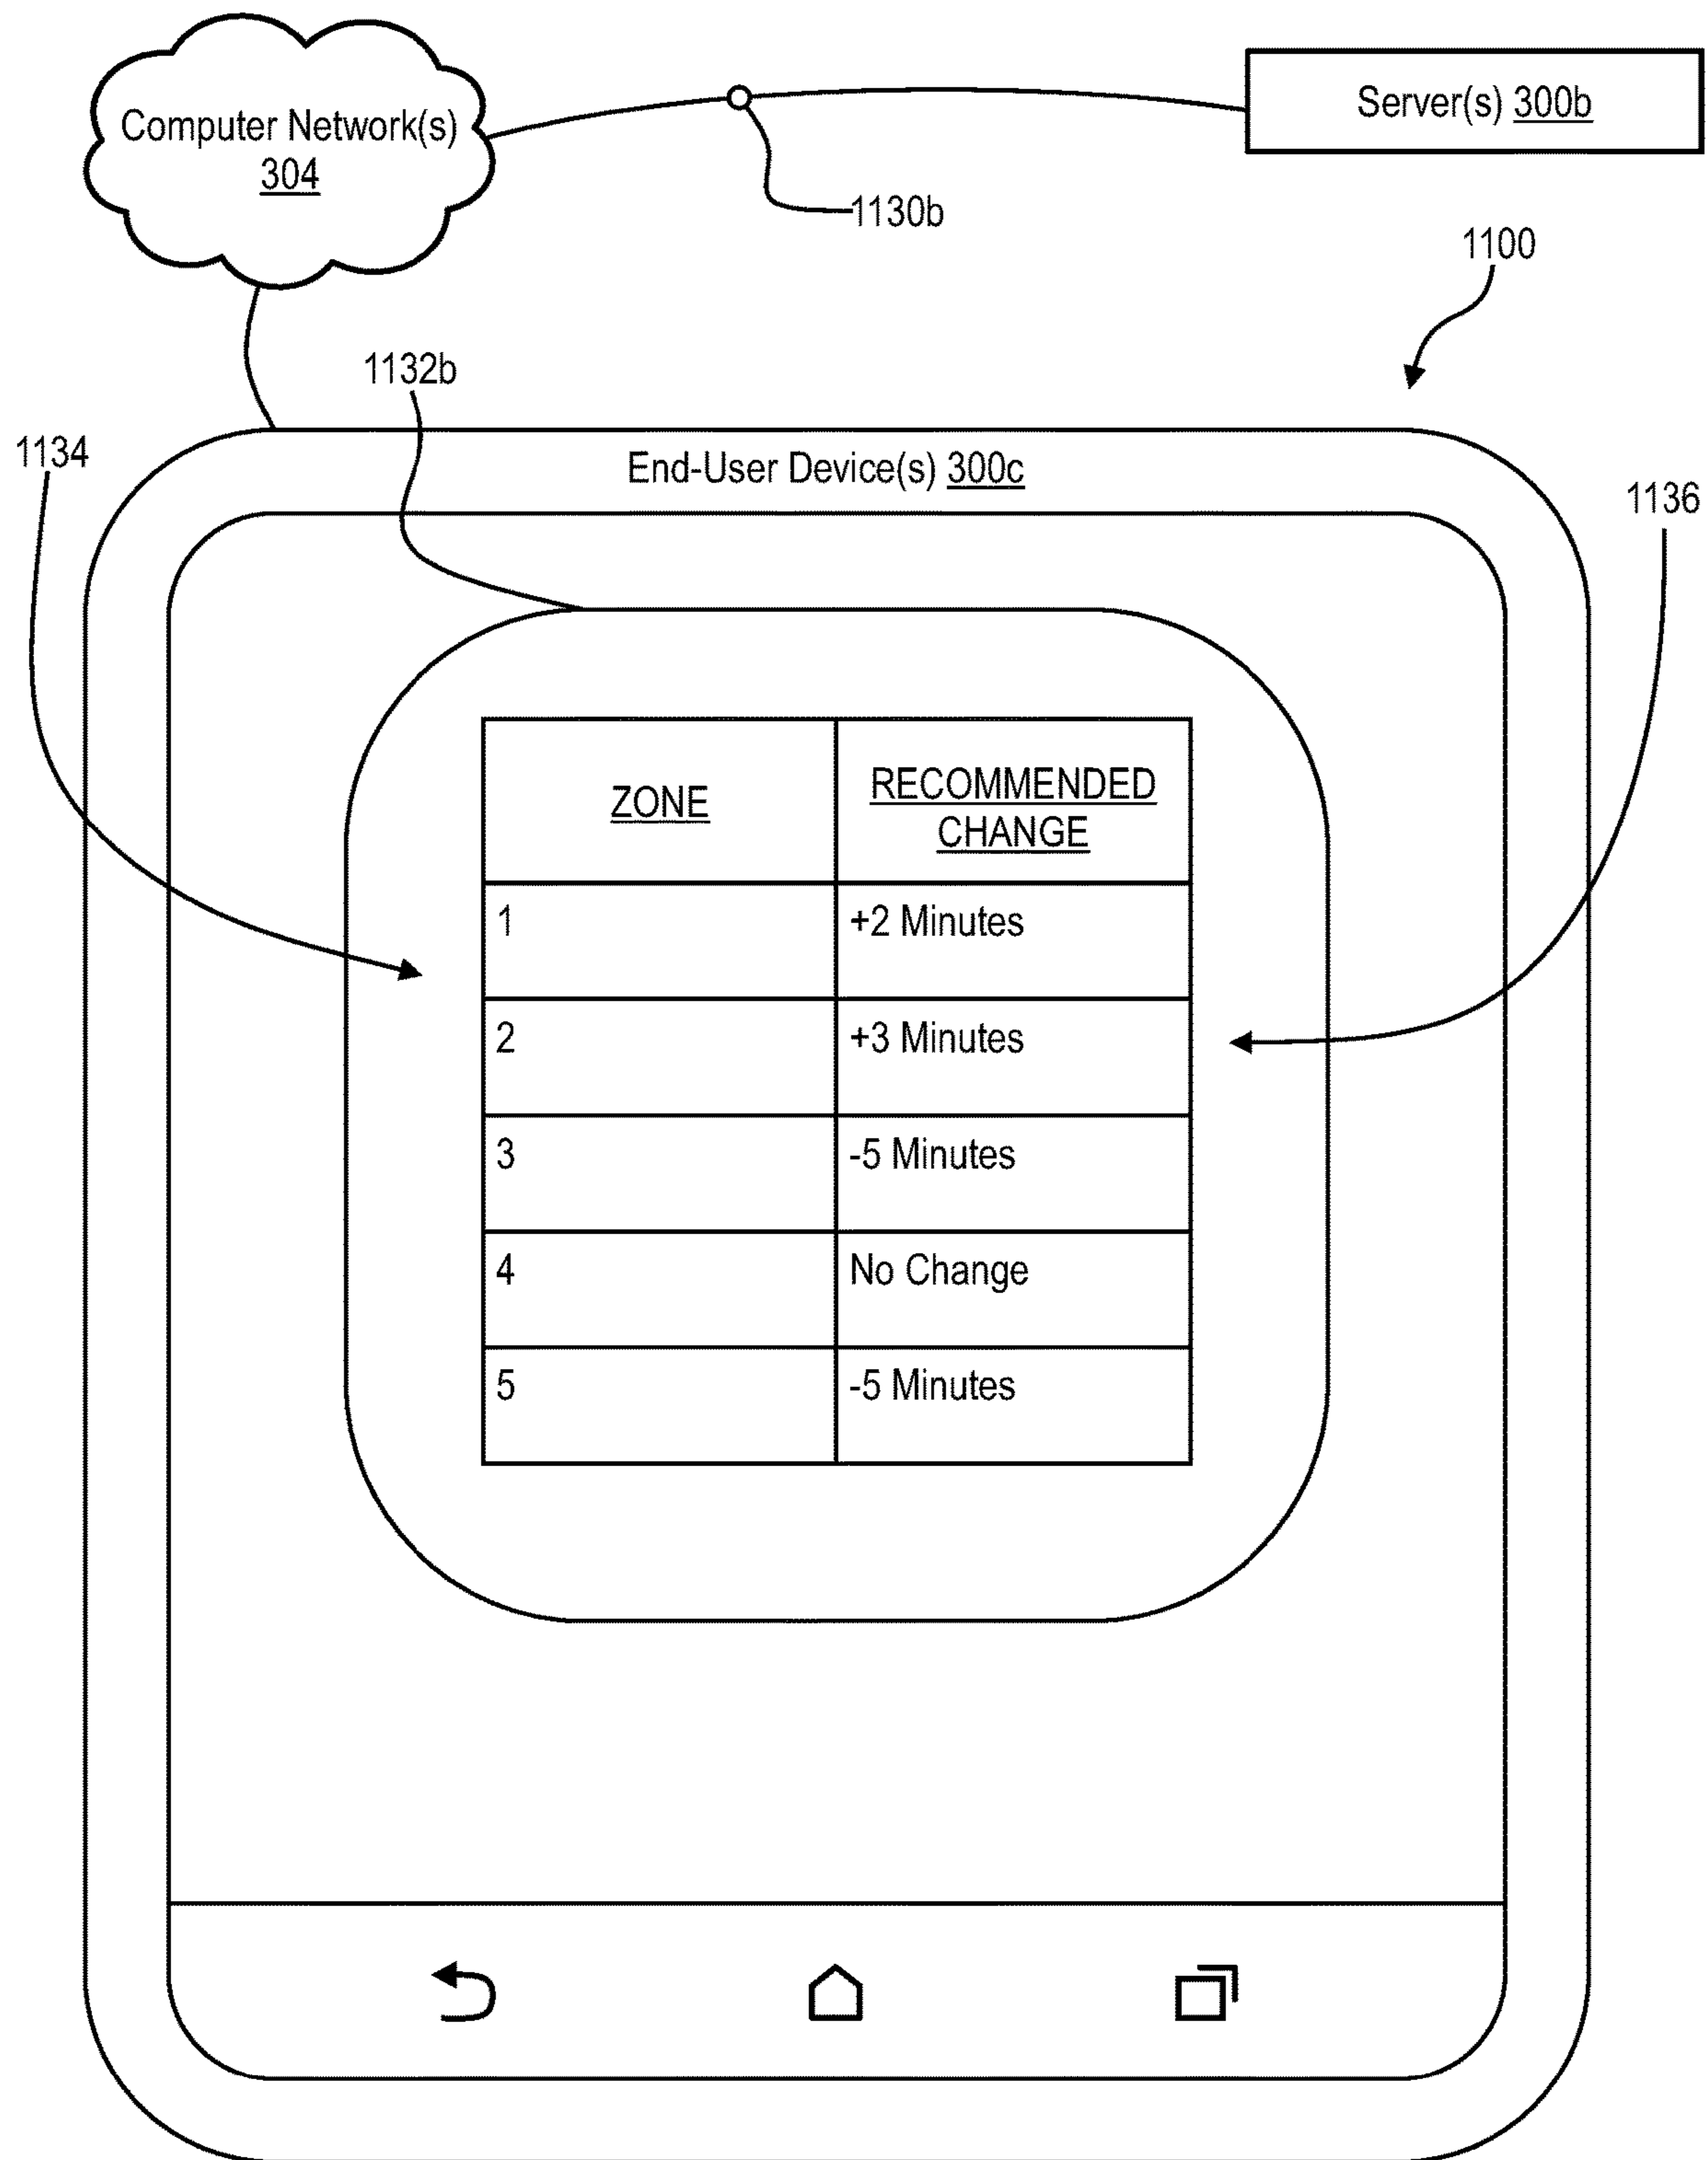 Computer Network(s)
304
Server(s) 300b
1130b
1100
1132b
1134
End-User Device(s) 300c
1136
ZONE
RECOMMENDED
CHANGE
1
+2 Minutes
2
+3 Minutes
3
-5 Minutes
4
No Change
5
-5 Minutes